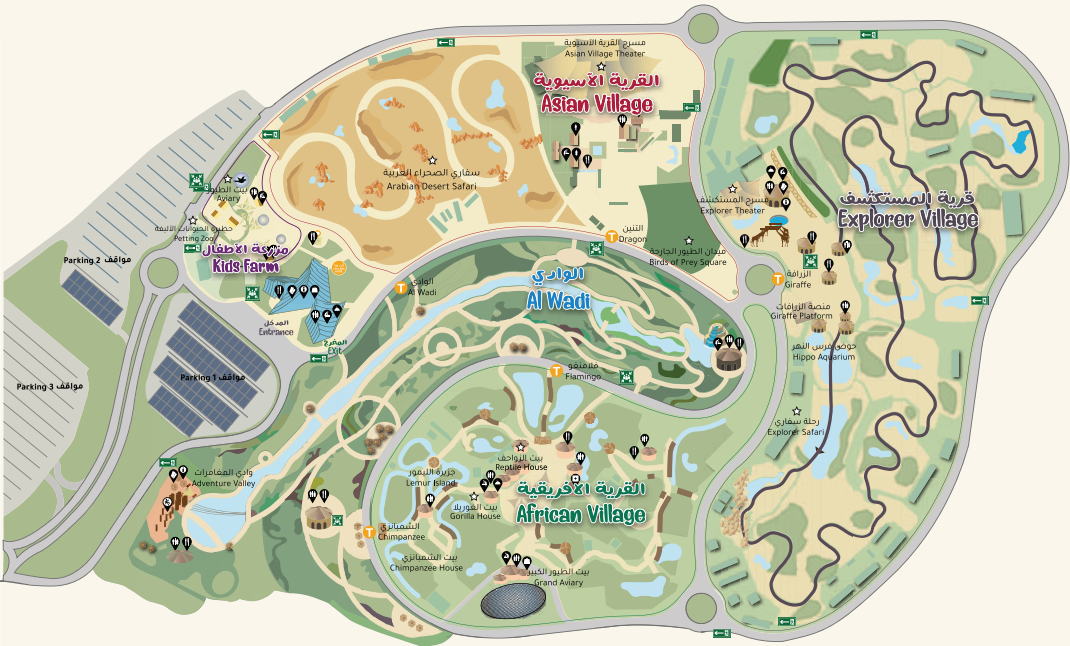 مسرح القرية الآسيوية
Asian Village Theater
القرية الآسيوية
Asian Village
سفاري الصحراء العربية
Arabian Desert Safari
بيت الطيور
Aviary
حظيرة الحيوانات الأليفة
Petting Zoo
مزرعة الأطفال
Kids Farm
مواقف Parking 2
المدخل
Entrance
المخرج
Exit
مواقف Parking 1
مواقف Parking 3
T
الوادي
Al Wadi
الوادي
Al Wadi
T
التنين
Dragon
ميدان الطيور الجارحة
Birds of Prey Square
مسرح المستكشف
Explorer Theater
قرية المستكشف
Explorer Village
T
الزرافة
Giraffe
منصة الزرافات
Giraffe Platform
حوض فرس النهر
Hippo Aquarium
رحلة سفاري
Explorer Safari
T
فلامنغو
Flamingo
وادي المغامرات
Adventure Valley
بيت الزواحف
Reptile House
جزيرة الليمور
Lemur Island
بيت الغوريلا
Gorilla House
القرية الأفريقية
African Village
T
الشمبانزي
Chimpanzee
بيت الشمبانزي
Chimpanzee House
بيت الطيور الكبير
Grand Aviary